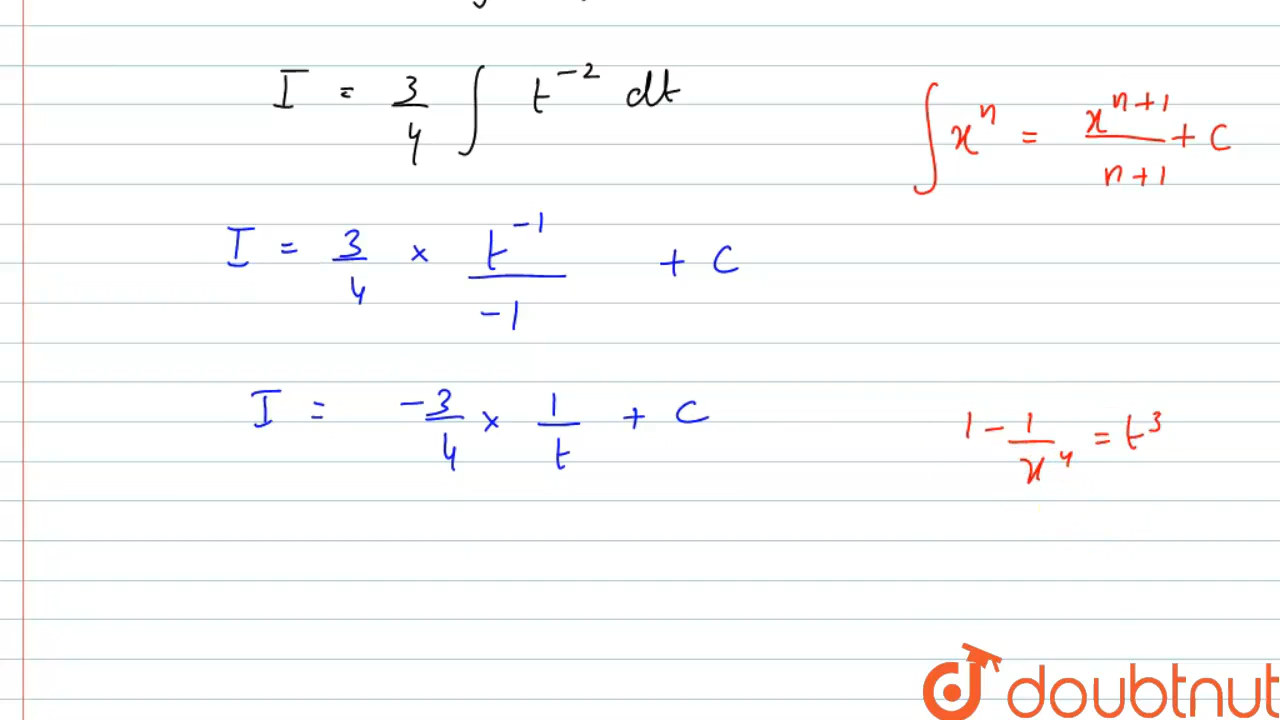 I = 3/4 ∫ t^-2 dt
∫ x^n = x^(n+1)/(n+1) + C
I = 3/4 × t^-1/-1 + C
I = -3/4 × 1/t + C
1 - 1/x^4 = t^3
doubtnut